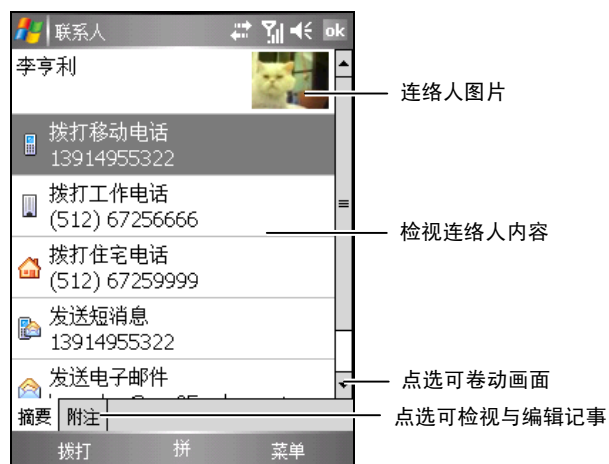 联系人 ok
李亨利
连络人图片
拨打移动电话
13914955322
拨打工作电话
(512) 67256666
检视连络人内容
拨打住宅电话
(512) 67259999
发送短消息
13914955322
发送电子邮件
点选可卷动画面
摘要 附注
点选可检视与编辑记事
拨打 拼 菜单